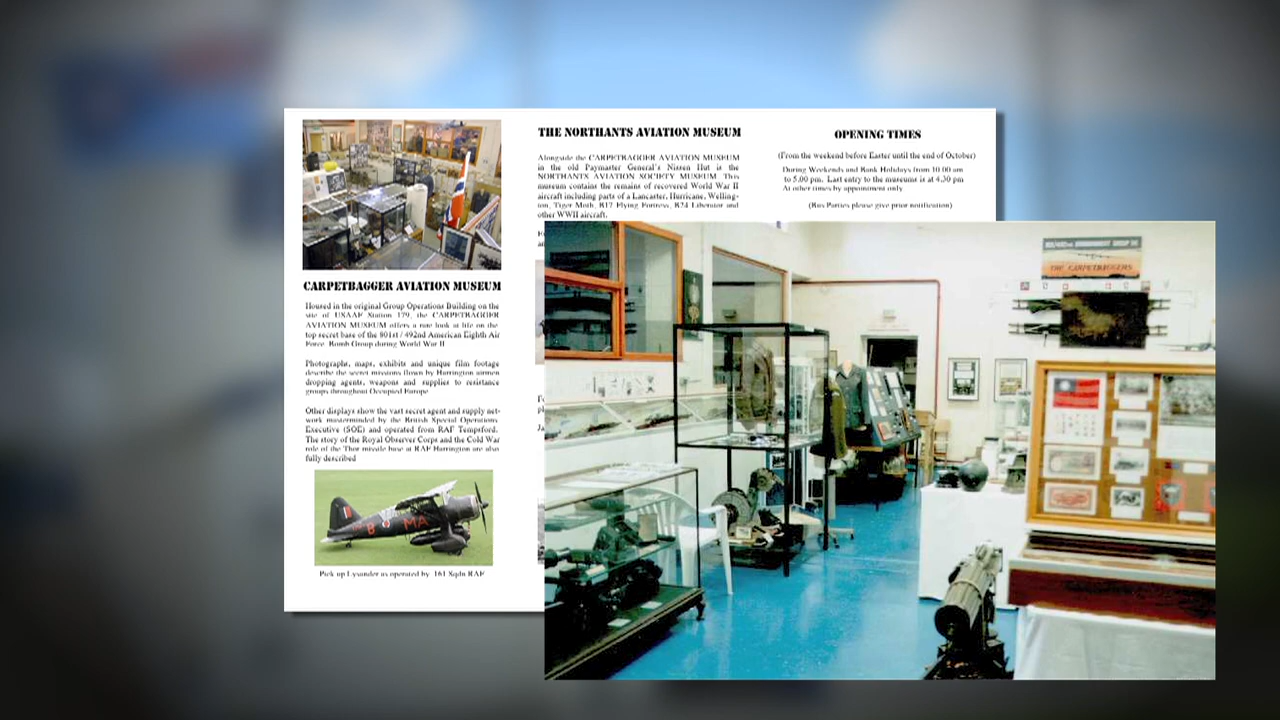 CARPETBAGGER AVIATION MUSEUM
Housed in the original Group Operations Building on the
site of USAAF Station 179, the CARPETBAGGER
AVIATION MUSEUM offers a rare look at life on the
top secret base of the 801st / 492nd American Eighth Air
Force Bomb Group during World War II
Photographs, maps, exhibits and unique film footage
describe the secret missions flown by Harrington airmen
dropping agents, weapons and supplies to resistance
groups throughout Occupied Europe
Other displays show the vast secret agent and supply net-
work masterminded by the British Special Operations
Executive (SOE) and operated from RAF Tempsford.
The story of the Royal Observer Corps and the Cold War
role of the Thor missile base at RAF Harrington are also
fully described
B MA
Pick up Lysander as operated by 161 Sqdn RAF
THE NORTHANTS AVIATION MUSEUM
Alongside the CARPETBAGGER AVIATION MUSEUM
in the old Paymaster General's Nissen Hut is the
NORTHANTS AVIATION SOCIETY MUSEUM. This
museum contains the remains of recovered World War II
aircraft including parts of a Lancaster, Hurricane, Welling-
ton, Tiger Moth, B17 Flying Fortress, B24 Liberator and
other WWII aircraft.
OPENING TIMES
(From the weekend before Easter until the end of October)
During Weekends and Bank Holidays from 10.00 am
to 5.00 pm. Last entry to the museums is at 4.30 pm
At other times by appointment only
(Bus Parties please give prior notification)
THE CARPETBAGGERS